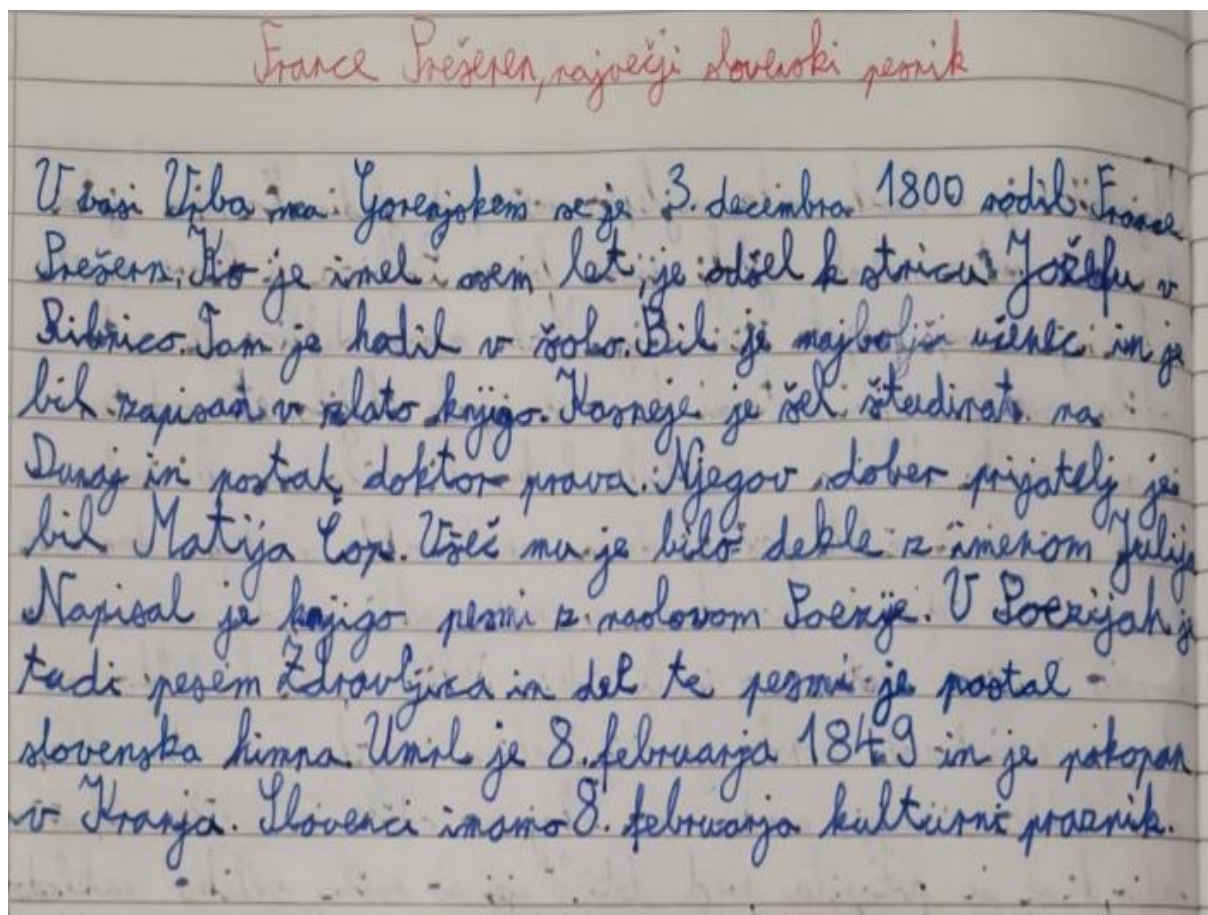 France Prešeren, največji slovenski pesnik
V vasi Vrba na Gorenjskem se je 3. decembra 1800 rodil France
Prešern. Ko je imel osem let, je odšel k stricu Jožefu v
Ribnico. Tam je hodil v šolo. Bil je najboljši učenec in je
bil zapisan v zlato knjigo. Kasneje je šel študirat na
Dunaj in postal doktor prava. Njegov dober prijatelj je
bil Matija Čop. Všeč mu je bilo dekle z imenom Julija
Napisal je knjigo pesmi z naslovom Poezije. V Poezijah je
tudi pesem Zdravljica in del te pesmi je postal
slovenska himna. Umrl je 8. februarja 1849 in je pokopan
v Kranju. Slovenci imamo 8. februarja kulturni praznik.